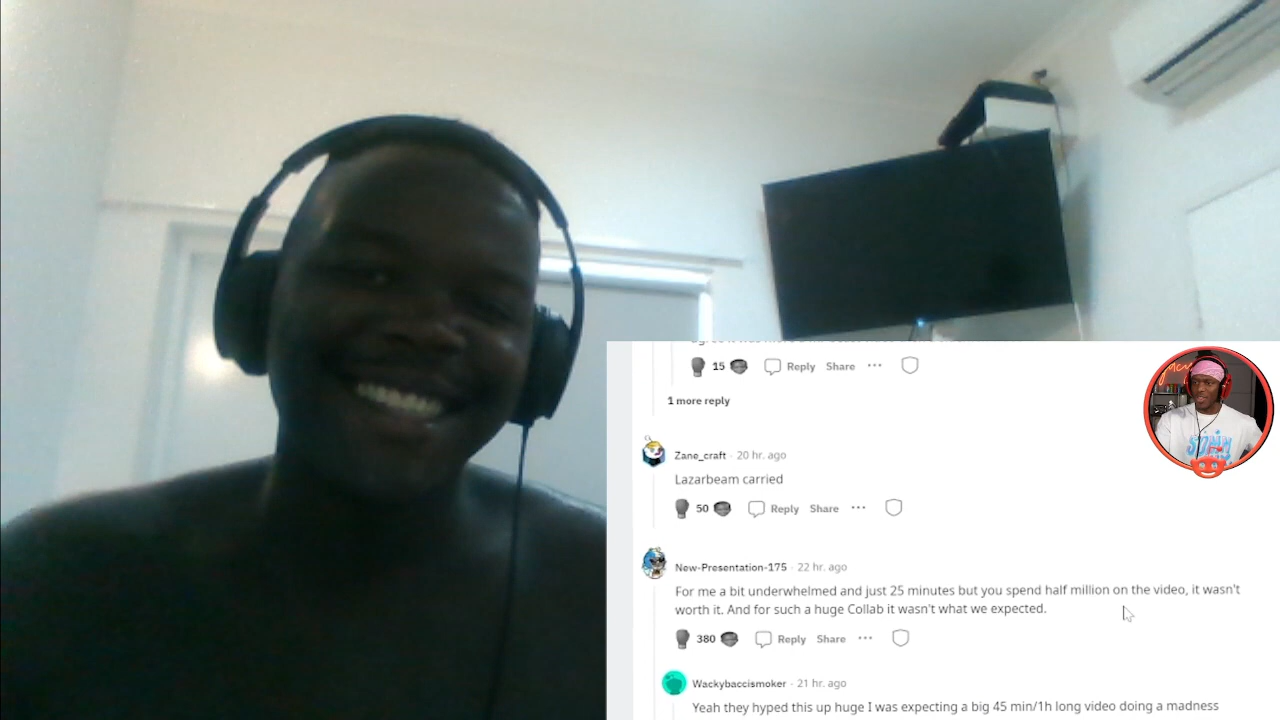 15
Reply
Share
1 more reply
Zane_craft · 20 hr. ago
Lazarbeam carried
50
Reply
Share
New-Presentation-175 · 22 hr. ago
For me a bit underwhelmed and just 25 minutes but you spend half million on the video, it wasn't
worth it. And for such a huge Collab it wasn't what we expected.
380
Reply
Share
Wackybaccismoker · 21 hr. ago
Yeah they hyped this up huge I was expecting a big 45 min/1h long video doing a madness